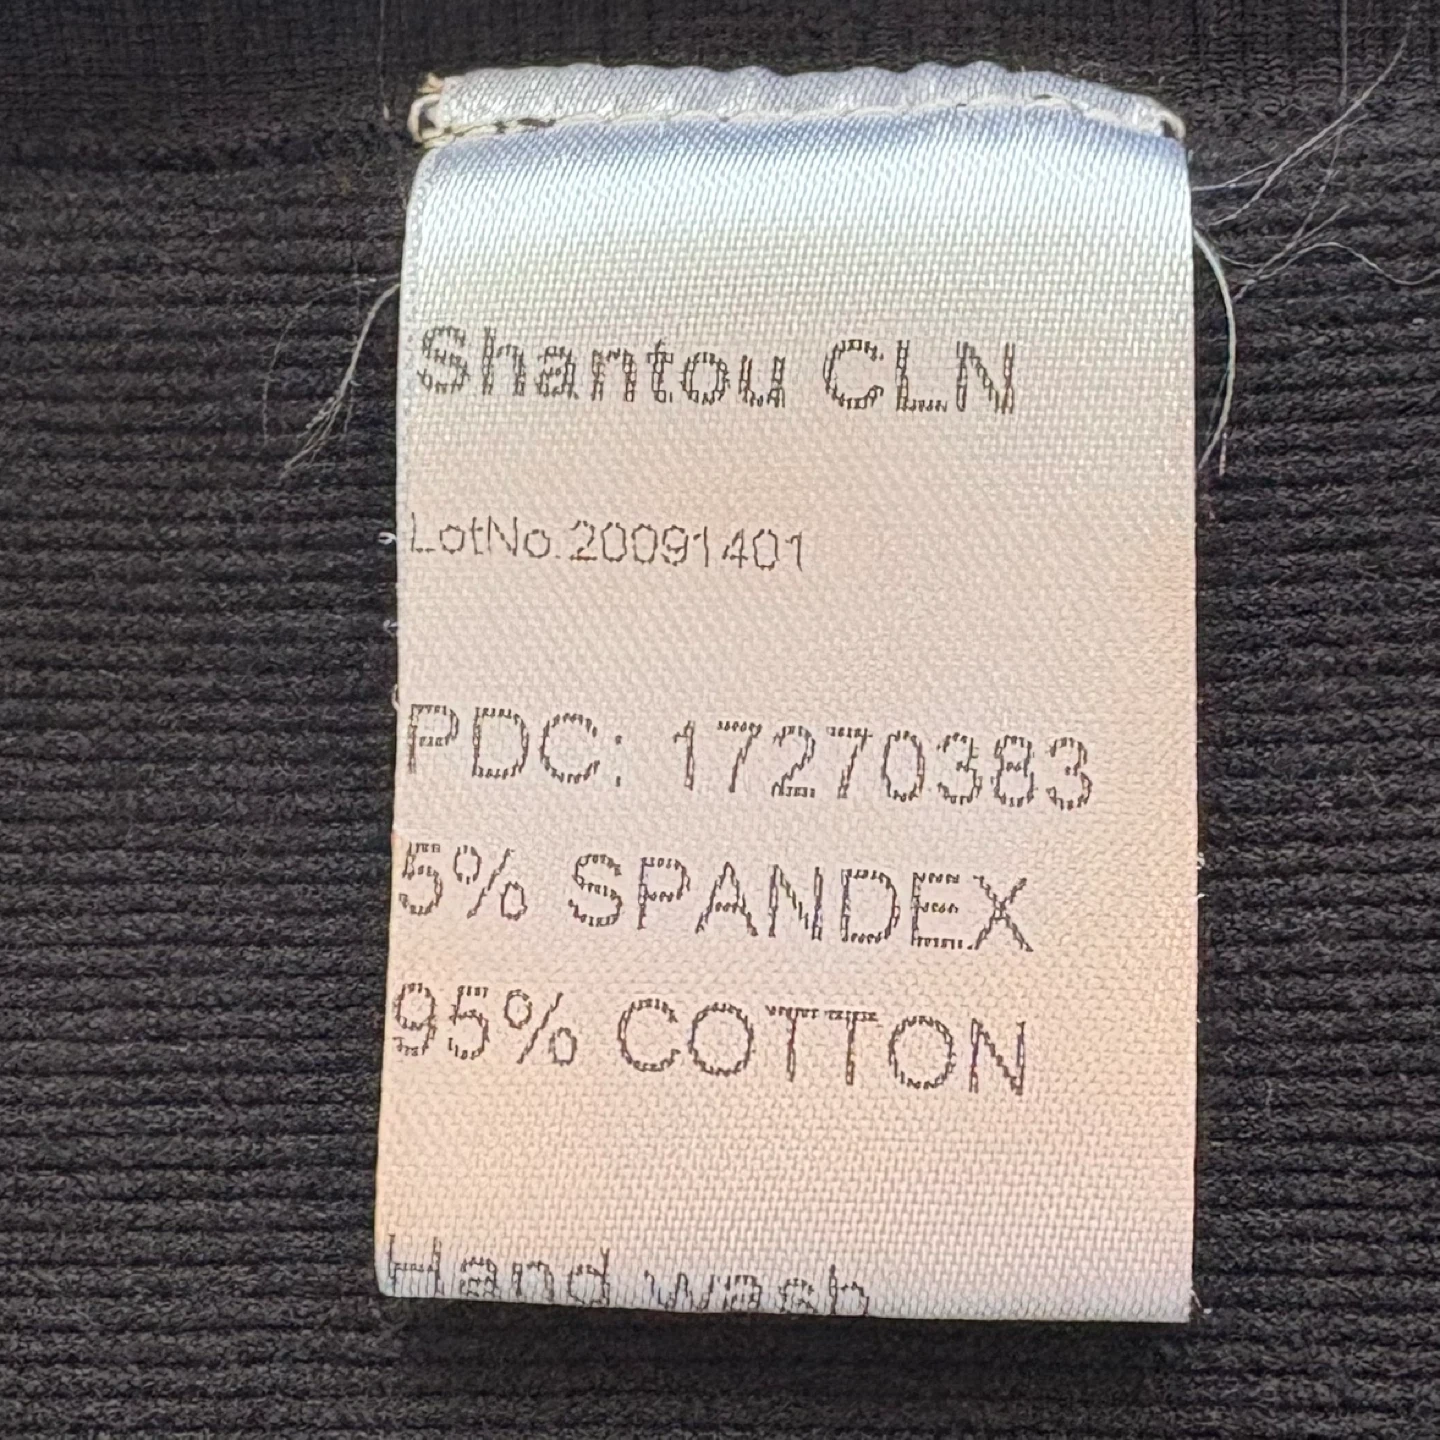 Shantou CLN
LotNo.20091401
PDC: 17270383
5% SPANDEX
95% COTTON
Hand wash